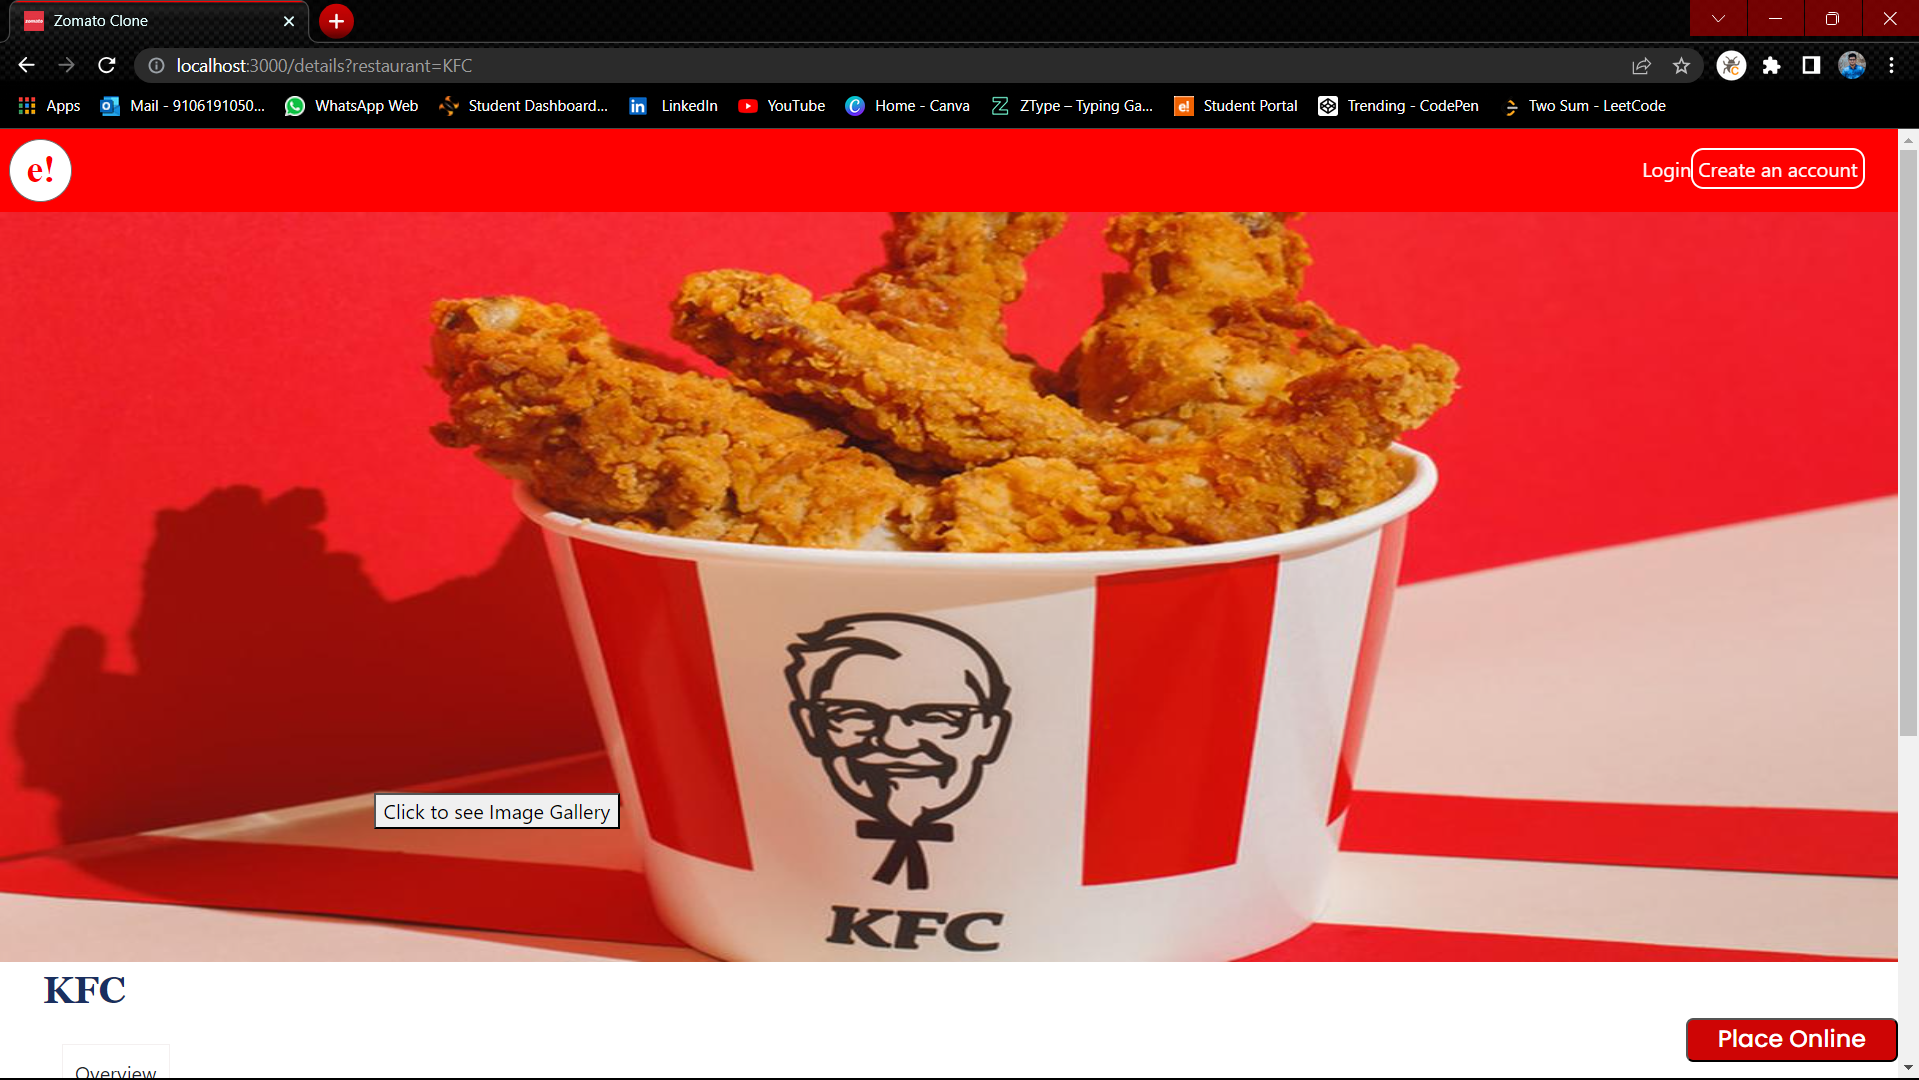 Zomato Clone
localhost:3000/details?restaurant=KFC
Apps Mail - 9106191050... WhatsApp Web Student Dashboard... LinkedIn YouTube Home - Canva ZType – Typing Ga... Student Portal Trending - CodePen Two Sum - LeetCode
e! Login Create an account
Click to see Image Gallery
KFC
KFC
Place Online
Overview